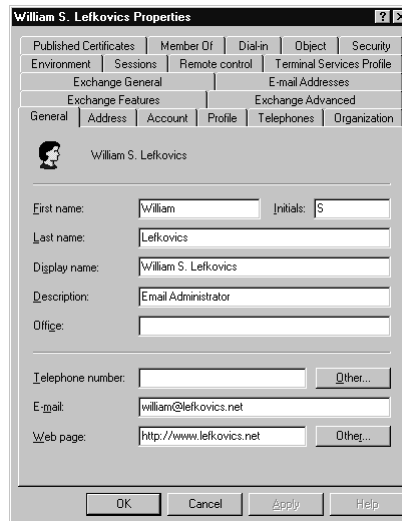 William S. Lefkovics Properties
Published Certificates Member Of Dial-in Object Security
Environment Sessions Remote control Terminal Services Profile
Exchange General E-mail Addresses
Exchange Features Exchange Advanced
General Address Account Profile Telephones Organization
William S. Lefkovics
First name: William Initials: S
Last name: Lefkovics
Display name: William S. Lefkovics
Description: Email Administrator
Office:
Telephone number: Other...
E-mail: william@lefkovics.net
Web page: http://www.lefkovics.net Other...
OK Cancel Apply Help